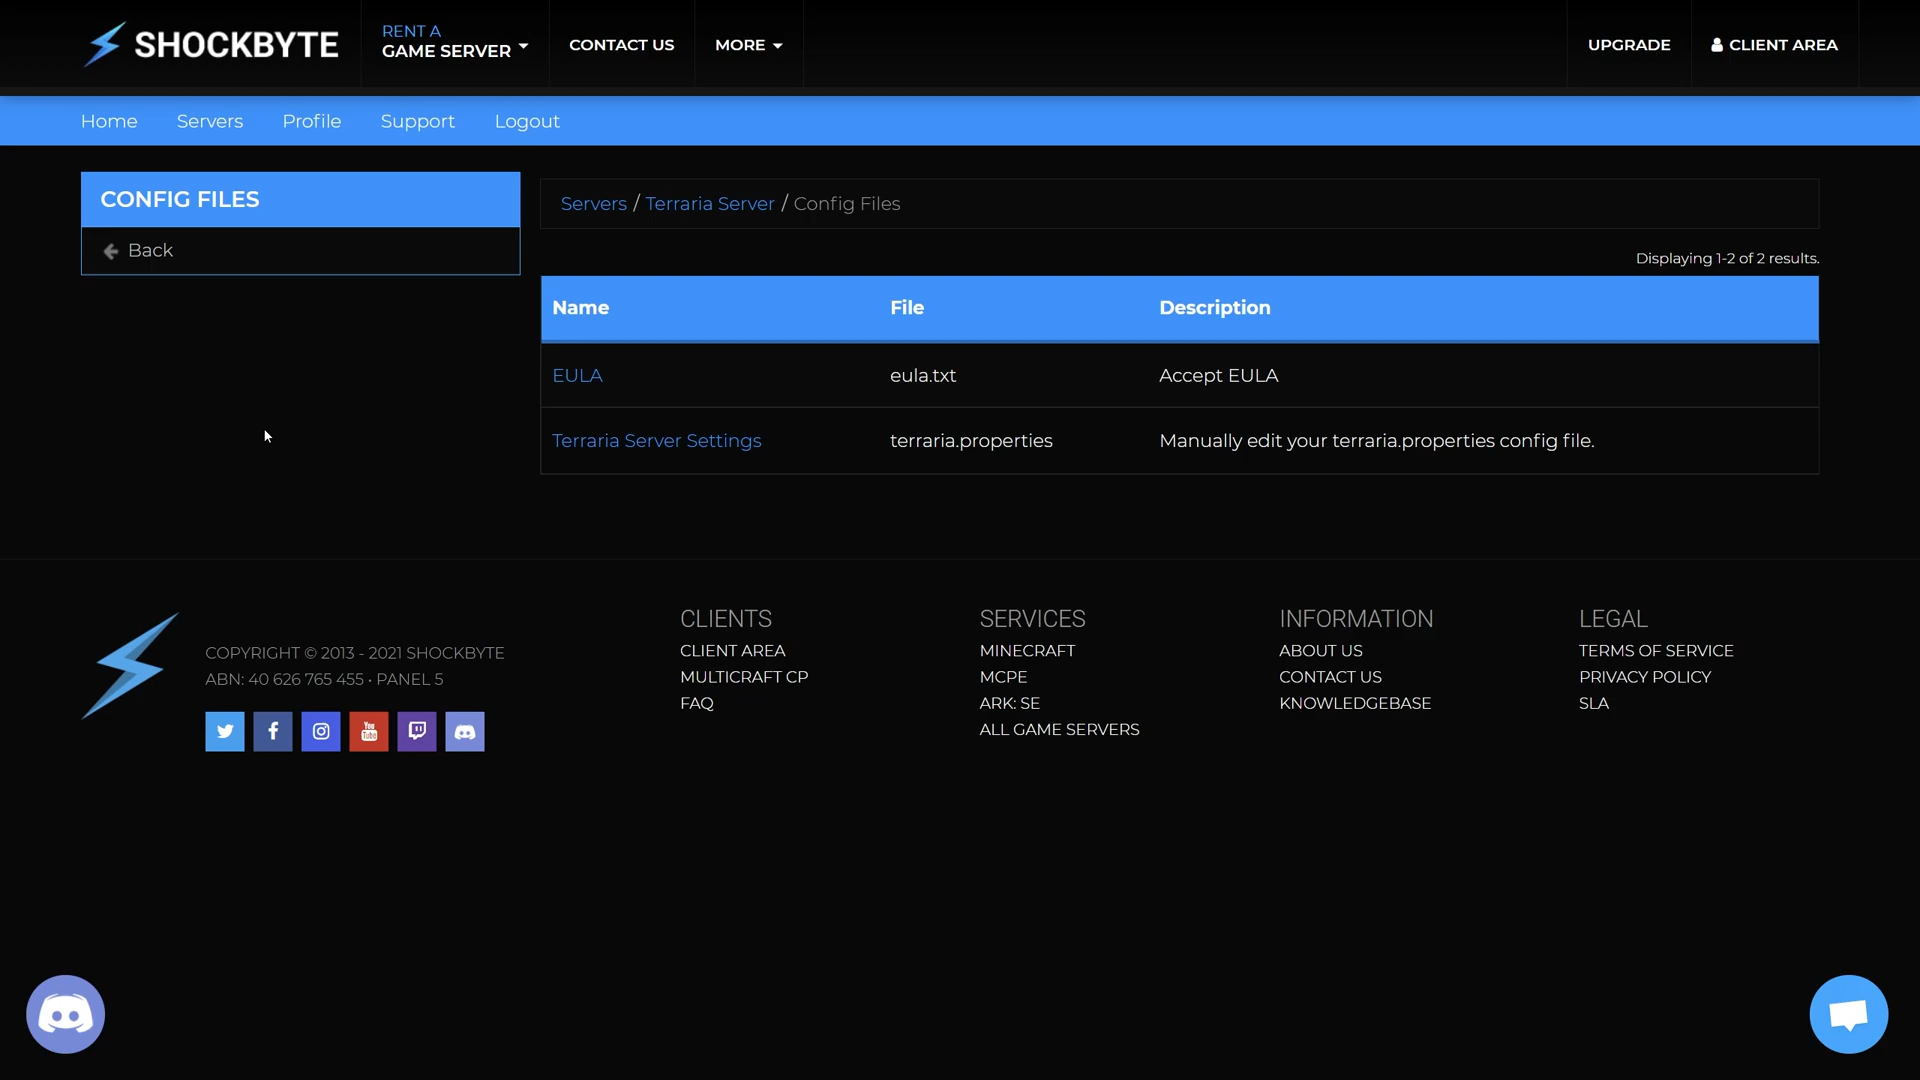 SHOCKBYTE
RENT A
GAME SERVER
CONTACT US
MORE
UPGRADE
CLIENT AREA
Home
Servers
Profile
Support
Logout
CONFIG FILES
Back
Servers / Terraria Server / Config Files
Displaying 1-2 of 2 results.
Name File Description
EULA eula.txt Accept EULA
Terraria Server Settings terraria.properties Manually edit your terraria.properties config file.
COPYRIGHT © 2013 - 2021 SHOCKBYTE
ABN: 40 626 765 455 • PANEL 5
You
Tube
CLIENTS
CLIENT AREA
MULTICRAFT CP
FAQ
SERVICES
MINECRAFT
MCPE
ARK: SE
ALL GAME SERVERS
INFORMATION
ABOUT US
CONTACT US
KNOWLEDGEBASE
LEGAL
TERMS OF SERVICE
PRIVACY POLICY
SLA